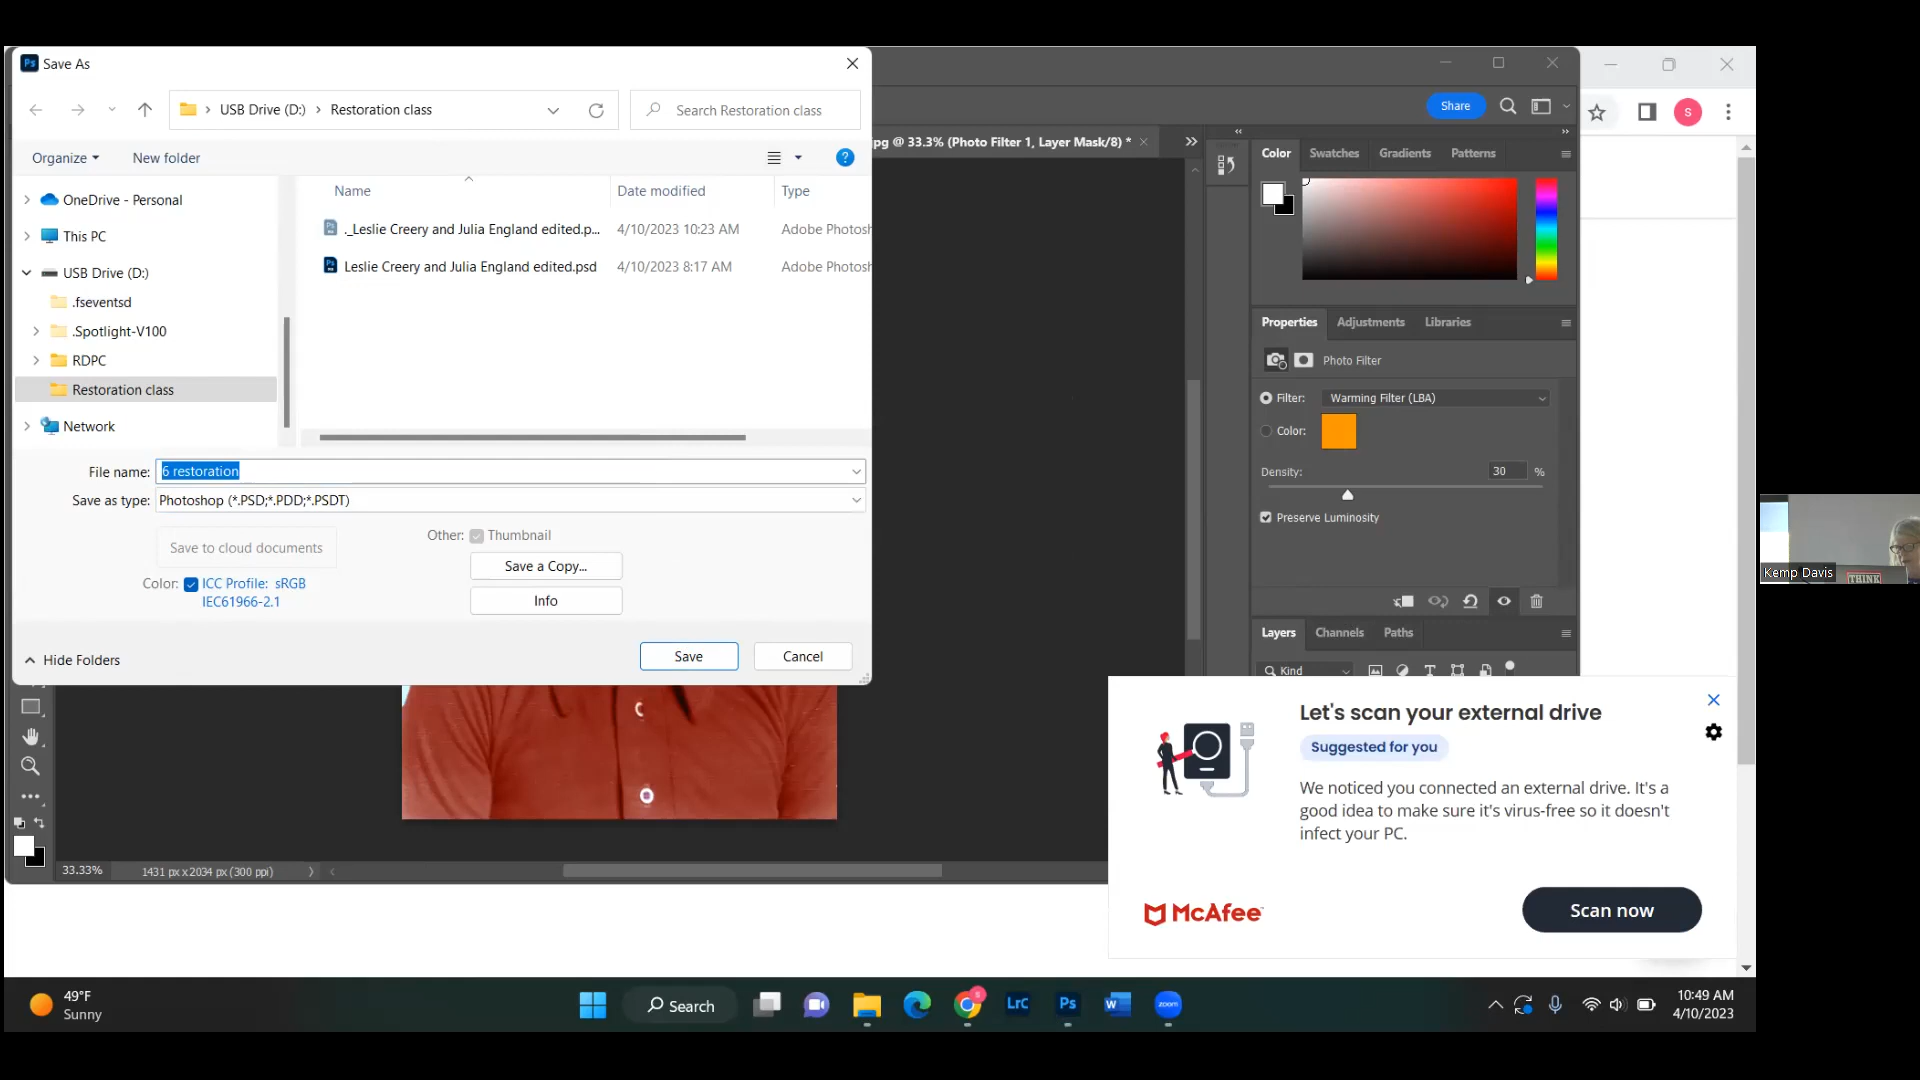 Ps Save As
USB Drive (D:) Restoration class
Search Restoration class
Organize New folder
?
Name Date modified Type
OneDrive - Personal
This PC
USB Drive (D:)
.fseventsd
.Spotlight-V100
RDPC
Restoration class
Network
._Leslie Creery and Julia England edited.p... 4/10/2023 10:23 AM Adobe Photosh
Leslie Creery and Julia England edited.psd 4/10/2023 8:17 AM Adobe Photosh
File name: 6 restoration
Save as type: Photoshop (*.PSD;*.PDD;*.PSDT)
Save to cloud documents
Other: Thumbnail
Save a Copy...
Color: ICC Profile: sRGB
IEC61966-2.1
Info
Hide Folders
Save Cancel
Share
S
jpg @ 33.3% (Photo Filter 1, Layer Mask/8) *
Color Swatches Gradients Patterns
Properties Adjustments Libraries
Photo Filter
Filter: Warming Filter (LBA)
Color:
Density: 30 %
Preserve Luminosity
Layers Channels Paths
Kind
T
33.33% 1431 px x 2034 px (300 ppi)
Let's scan your external drive
Suggested for you
We noticed you connected an external drive. It's a
good idea to make sure it's virus-free so it doesn't
infect your PC.
McAfee
Scan now
Kemp Davis
THINK
49°F
Sunny
Search
LrC
Ps
W
zoom
10:49 AM
4/10/2023